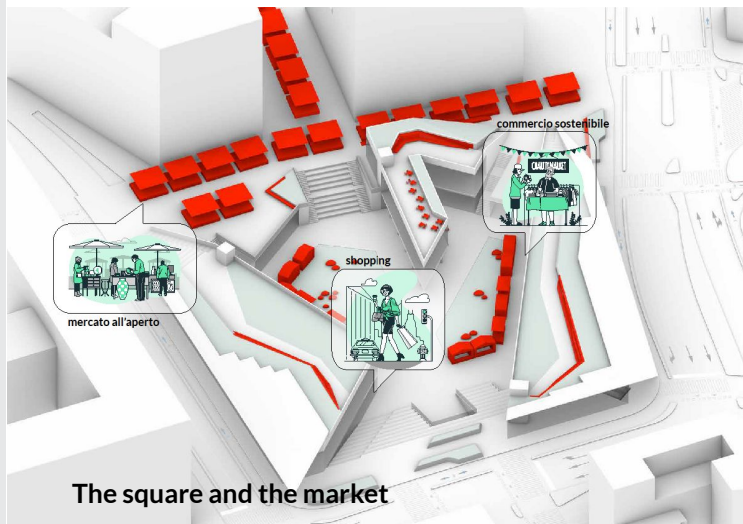 commercio sostenibile
shopping
mercato all'aperto
The square and the market